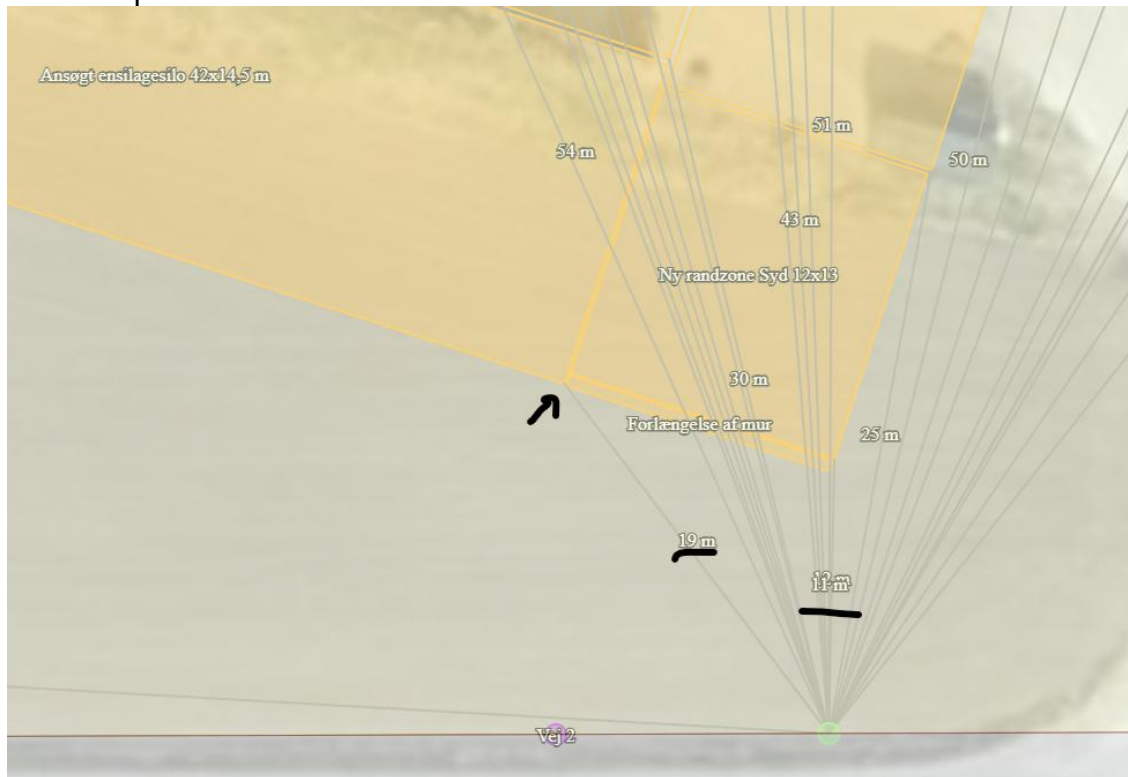 Ansøgt ensilagesilo 42x14,5 m
51 m
54 m
50 m
43 m
Ny randzone Syd 12x13
30 m
Forlængelse af mur
25 m
19 m
11 m
Vej 2